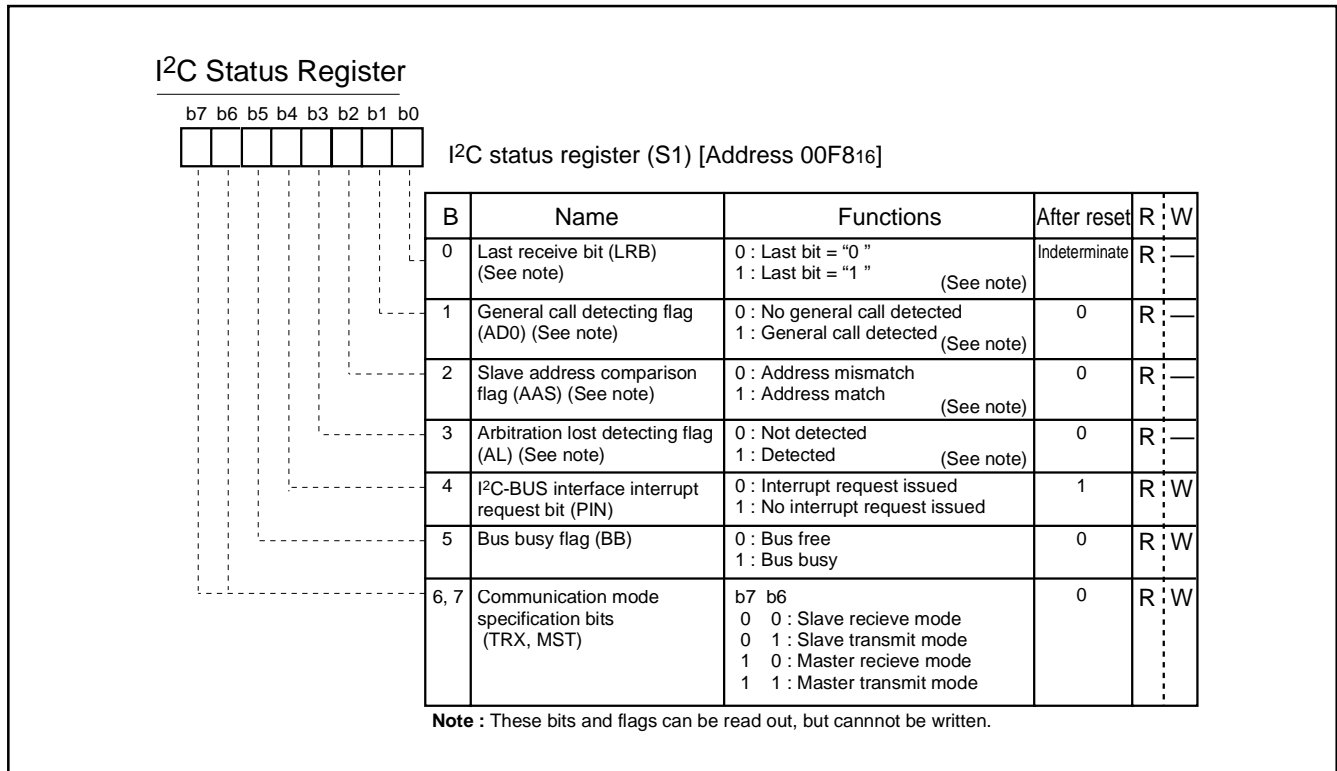 I2C Status Register
b7 b6 b5 b4 b3 b2 b1 b0
I2C status register (S1) [Address 00F816]
B Name Functions After reset R W
0 Last receive bit (LRB) 0 : Last bit = “0 ” Indeterminate R —
(See note) 1 : Last bit = “1 ”
(See note)
1 General call detecting flag 0 : No general call detected 0 R —
(AD0) (See note) 1 : General call detected (See note)
2 Slave address comparison 0 : Address mismatch 0 R —
flag (AAS) (See note) 1 : Address match
(See note)
3 Arbitration lost detecting flag 0 : Not detected 0 R —
(AL) (See note) 1 : Detected (See note)
4 I2C-BUS interface interrupt 0 : Interrupt request issued 1 R W
request bit (PIN) 1 : No interrupt request issued
5 Bus busy flag (BB) 0 : Bus free 0 R W
1 : Bus busy
6, 7 Communication mode b7 b6 0 R W
specification bits 0 0 : Slave recieve mode
(TRX, MST) 0 1 : Slave transmit mode
1 0 : Master recieve mode
1 1 : Master transmit mode
Note : These bits and flags can be read out, but cannnot be written.